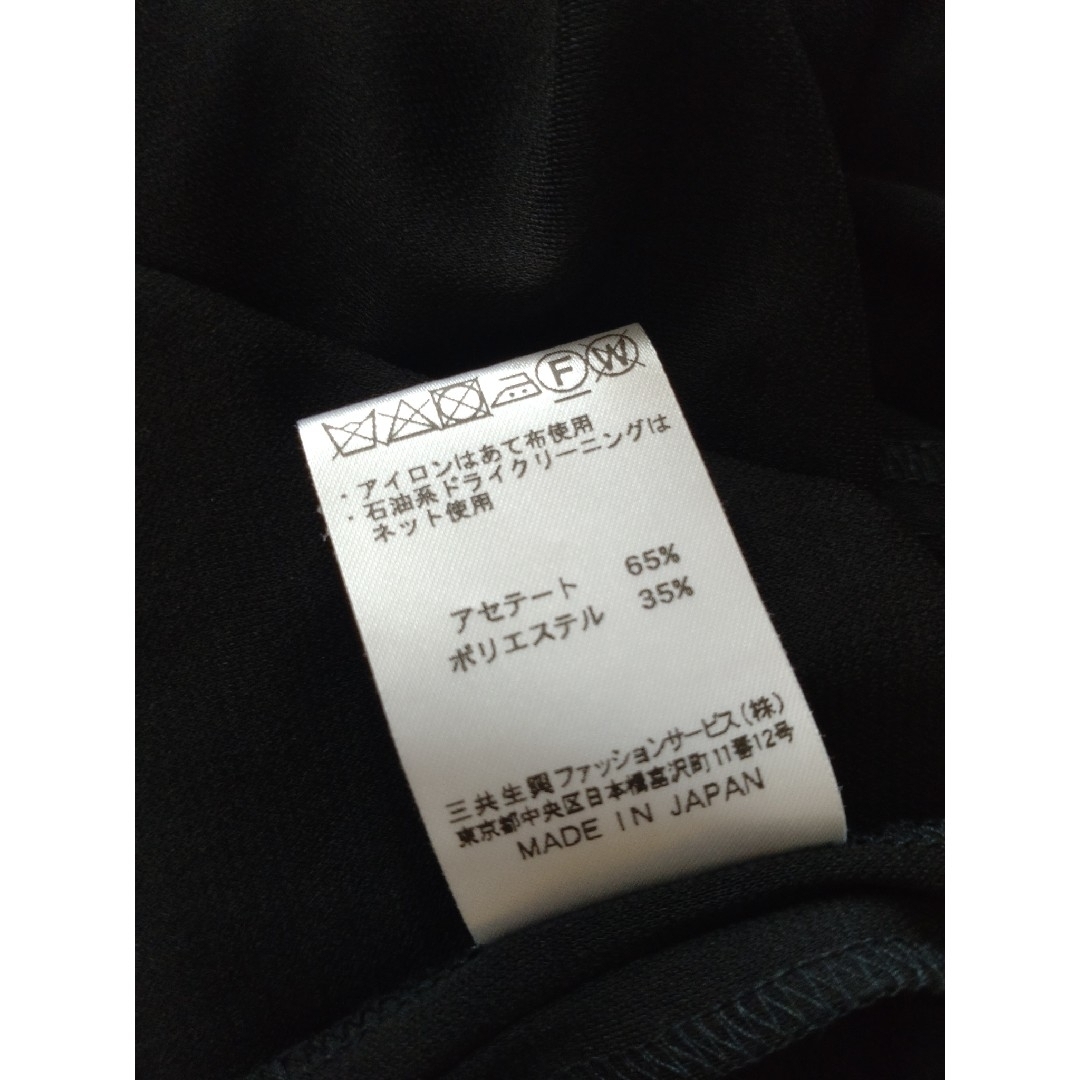 F W
・アイロンはあて布使用
・石油系ドライクリーニングは
ネット使用
アセテート 65%
ポリエステル 35%
三共生興ファッションサービス(株)
東京都中央区日本橋富沢町11番12号
MADE IN JAPAN